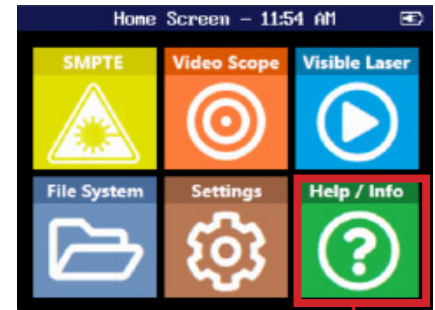 Home Screen – 11:54 AM
SMPTE Video Scope Visible Laser
File System Settings Help / Info
?